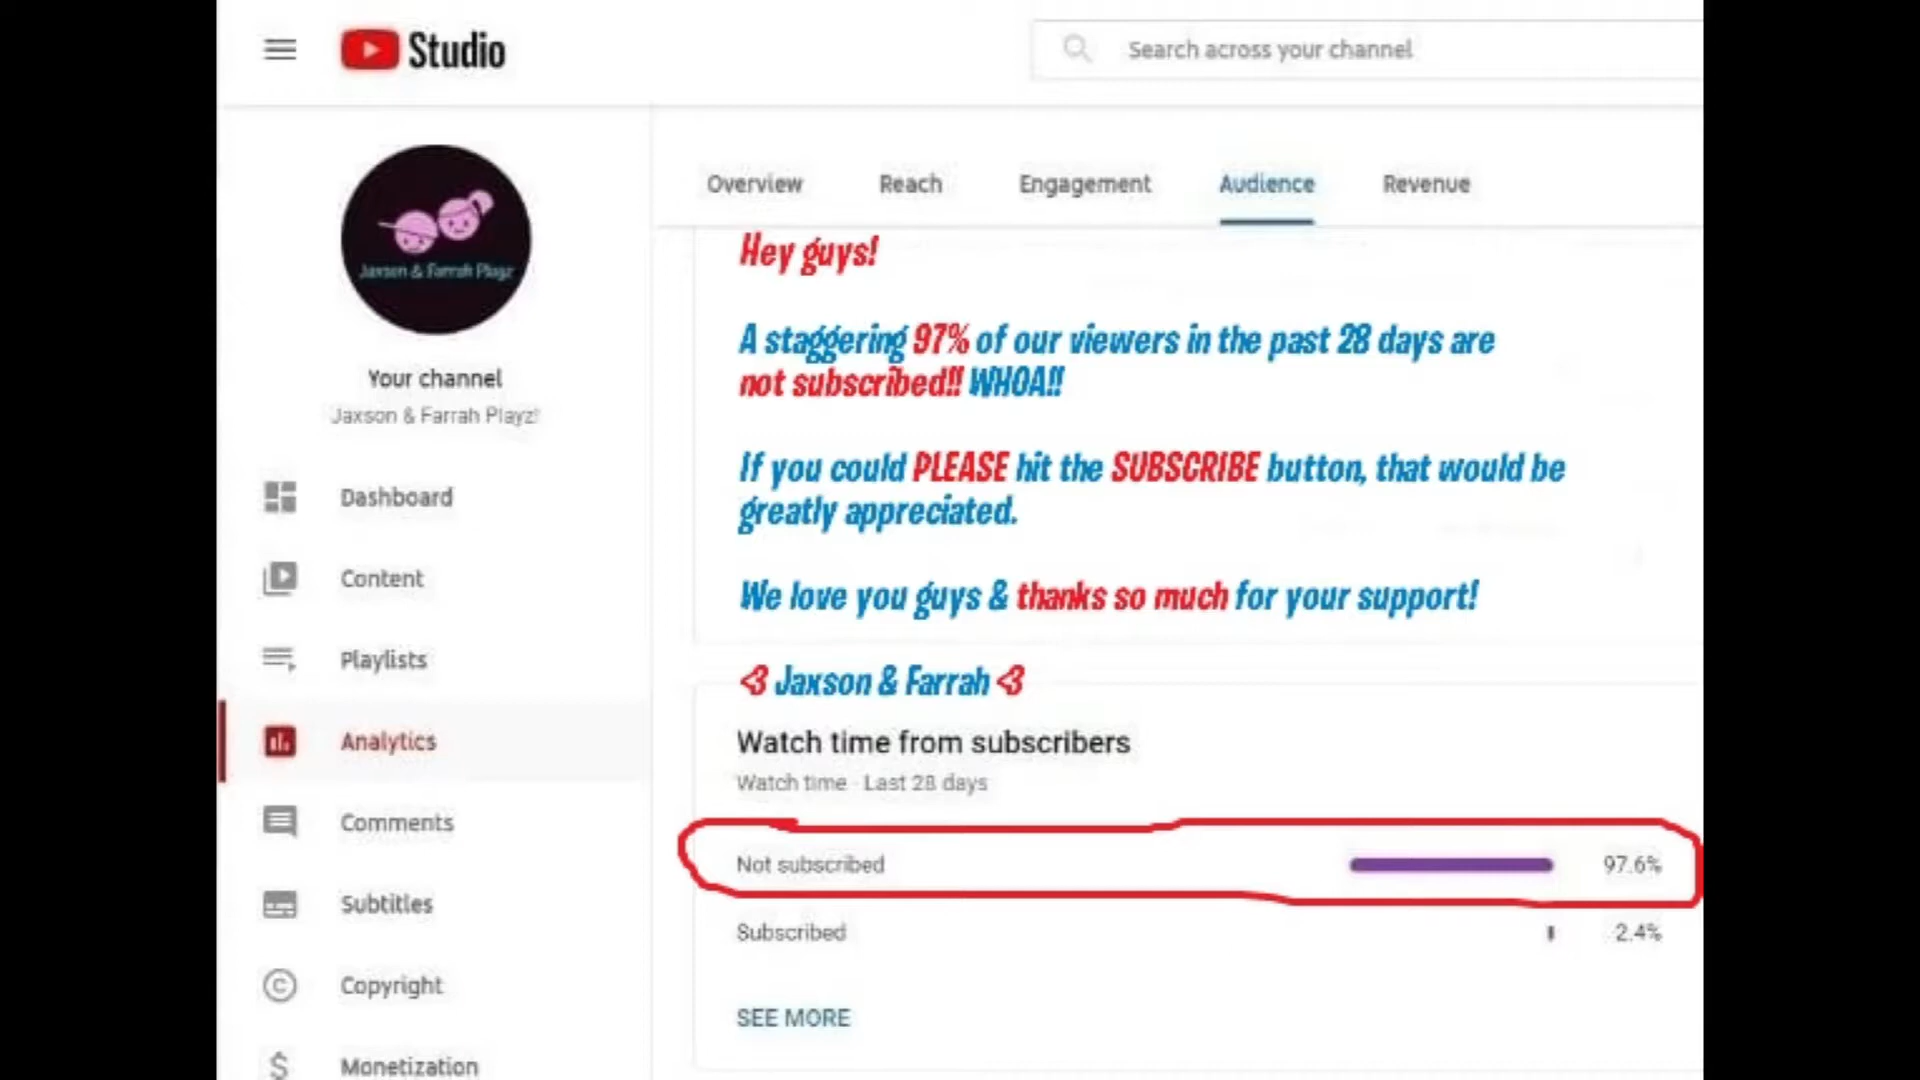 Studio
Search across your channel
Jaxson & Farrah Playz
Your channel
Jaxson & Farrah Playz!
Dashboard
Content
Playlists
Analytics
Comments
Subtitles
Copyright
Monetization
Overview Reach Engagement Audience Revenue
Hey guys!
A staggering 97% of our viewers in the past 28 days are
not subscribed!! WHOA!!
If you could PLEASE hit the SUBSCRIBE button, that would be
greatly appreciated.
We love you guys & thanks so much for your support!
<3 Jaxson & Farrah <3
Watch time from subscribers
Watch time · Last 28 days
Not subscribed 97.6%
Subscribed 2.4%
SEE MORE